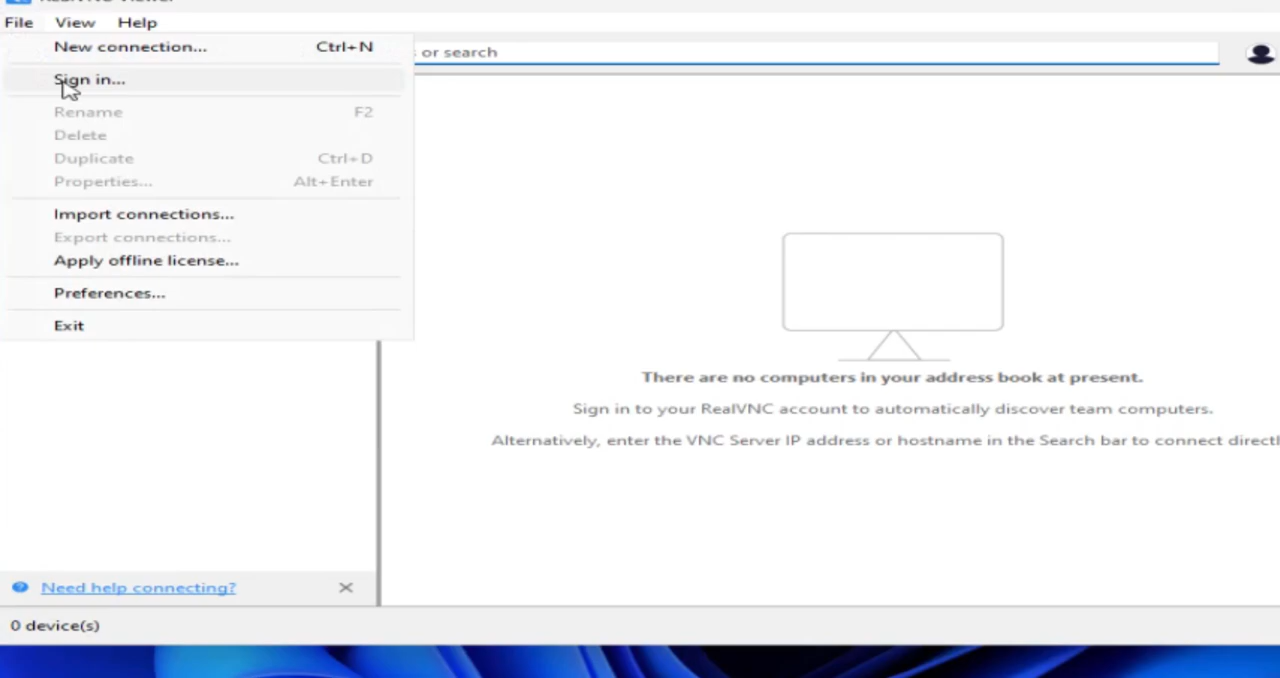 RealVNC Viewer
File View Help
New connection... Ctrl+N
or search
Sign in...
Rename F2
Delete
Duplicate Ctrl+D
Properties... Alt+Enter
Import connections...
Export connections...
Apply offline license...
Preferences...
Exit
There are no computers in your address book at present.
Sign in to your RealVNC account to automatically discover team computers.
Alternatively, enter the VNC Server IP address or hostname in the Search bar to connect directl
Need help connecting?
0 device(s)